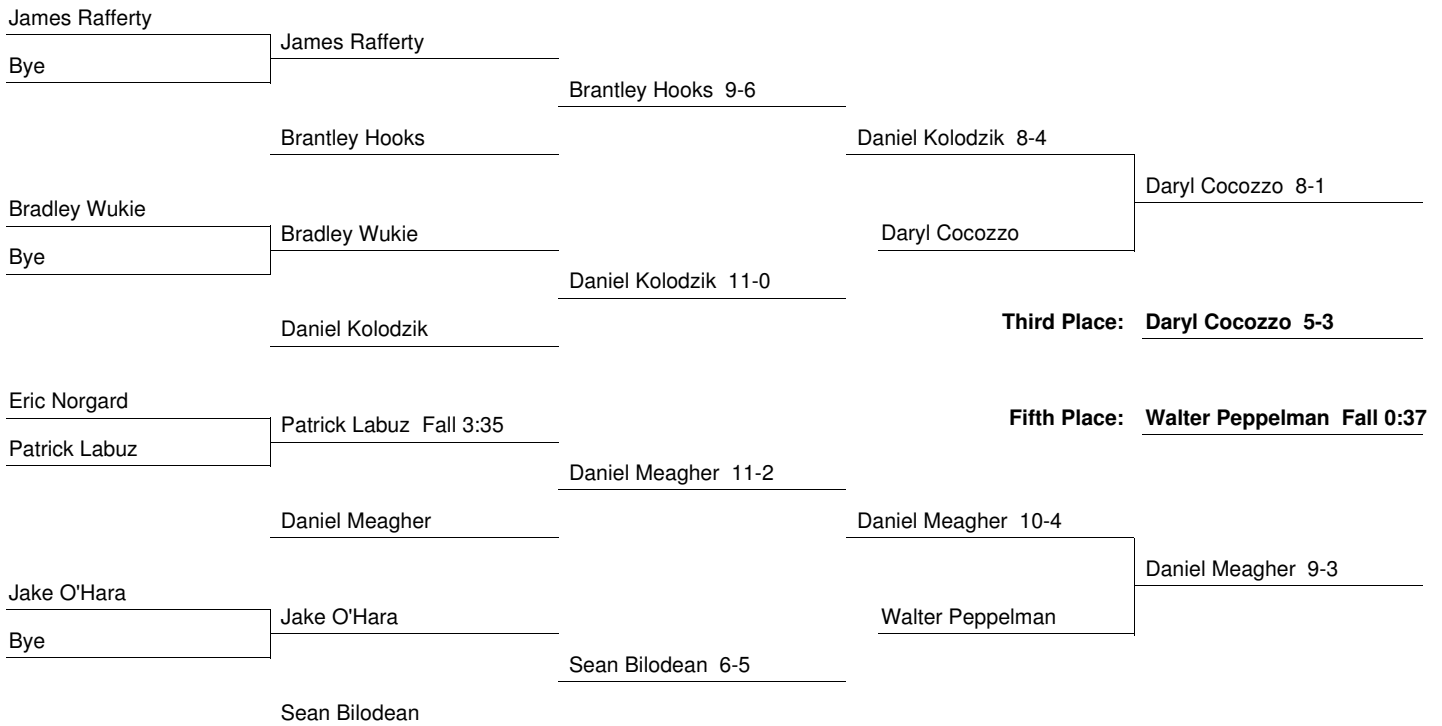 James Rafferty
James Rafferty
Bye
Brantley Hooks 9-6
Brantley Hooks
Daniel Kolodzik 8-4
Daryl Cocozzo 8-1
Bradley Wukie
Bradley Wukie
Daryl Cocozzo
Bye
Daniel Kolodzik 11-0
Daniel Kolodzik
Third Place: Daryl Cocozzo 5-3
Eric Norgard
Patrick Labuz Fall 3:35
Fifth Place: Walter Peppelman Fall 0:37
Patrick Labuz
Daniel Meagher 11-2
Daniel Meagher
Daniel Meagher 10-4
Daniel Meagher 9-3
Jake O'Hara
Jake O'Hara
Walter Peppelman
Bye
Sean Bilodean 6-5
Sean Bilodean